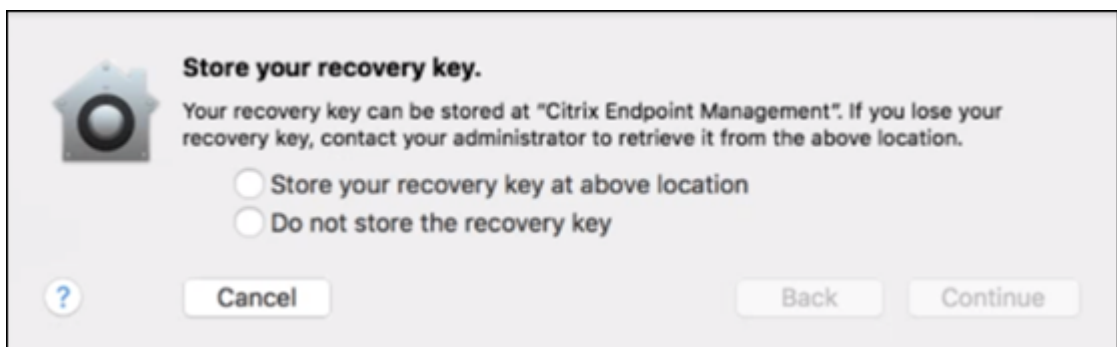 Store your recovery key.
Your recovery key can be stored at "Citrix Endpoint Management". If you lose your
recovery key, contact your administrator to retrieve it from the above location.
Store your recovery key at above location
Do not store the recovery key
? Cancel Back Continue